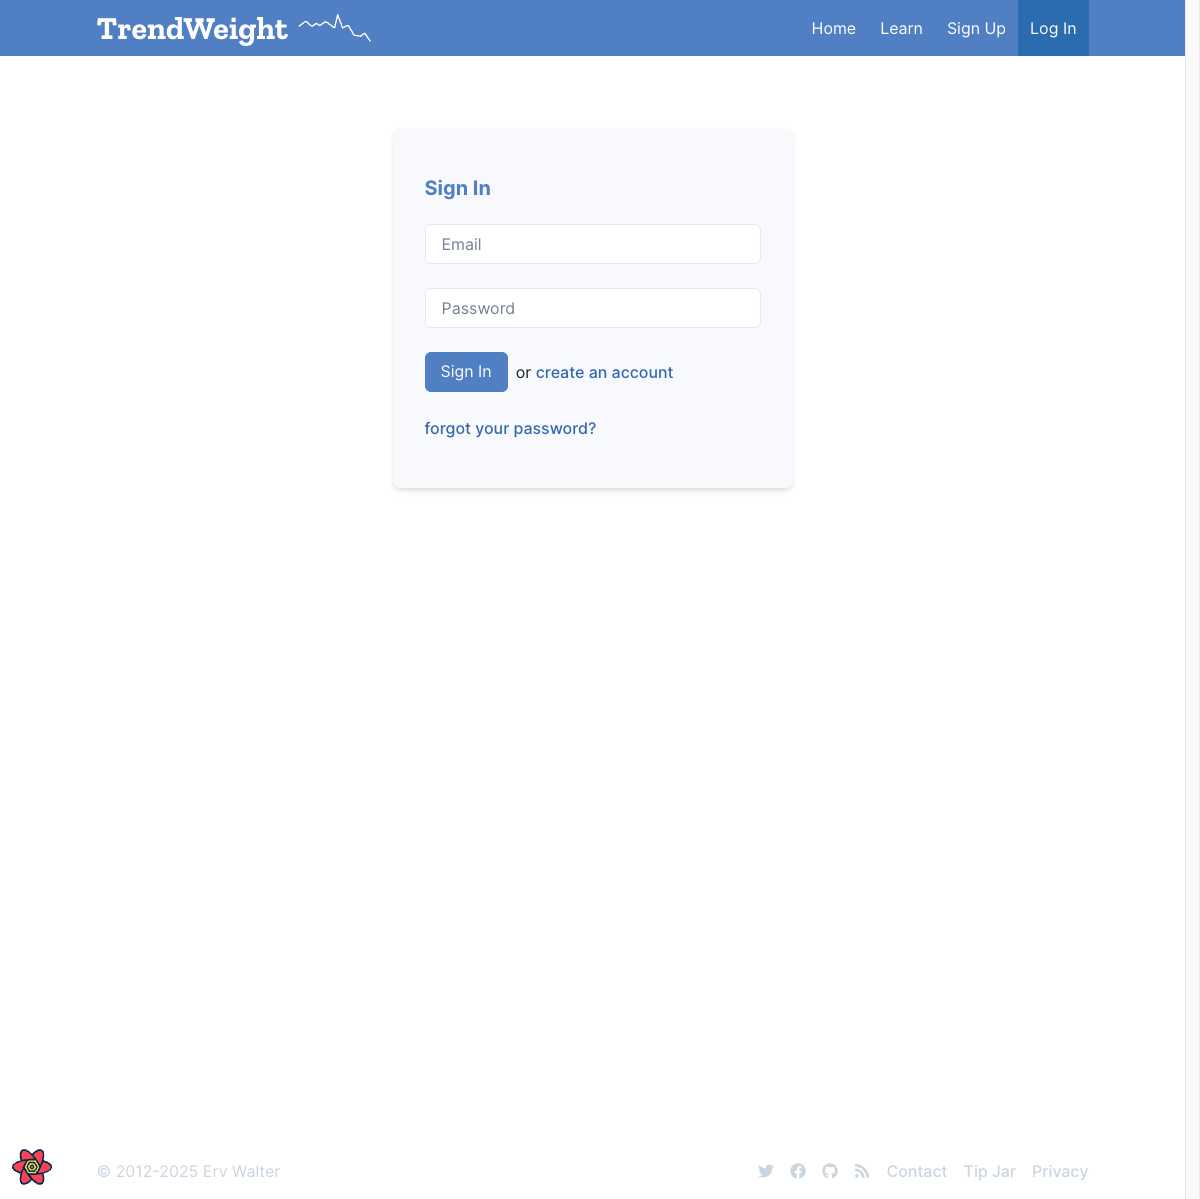 TrendWeight
Home Learn Sign Up Log In
Sign In
Email
Password
Sign In or create an account
forgot your password?
© 2012-2025 Erv Walter Contact Tip Jar Privacy